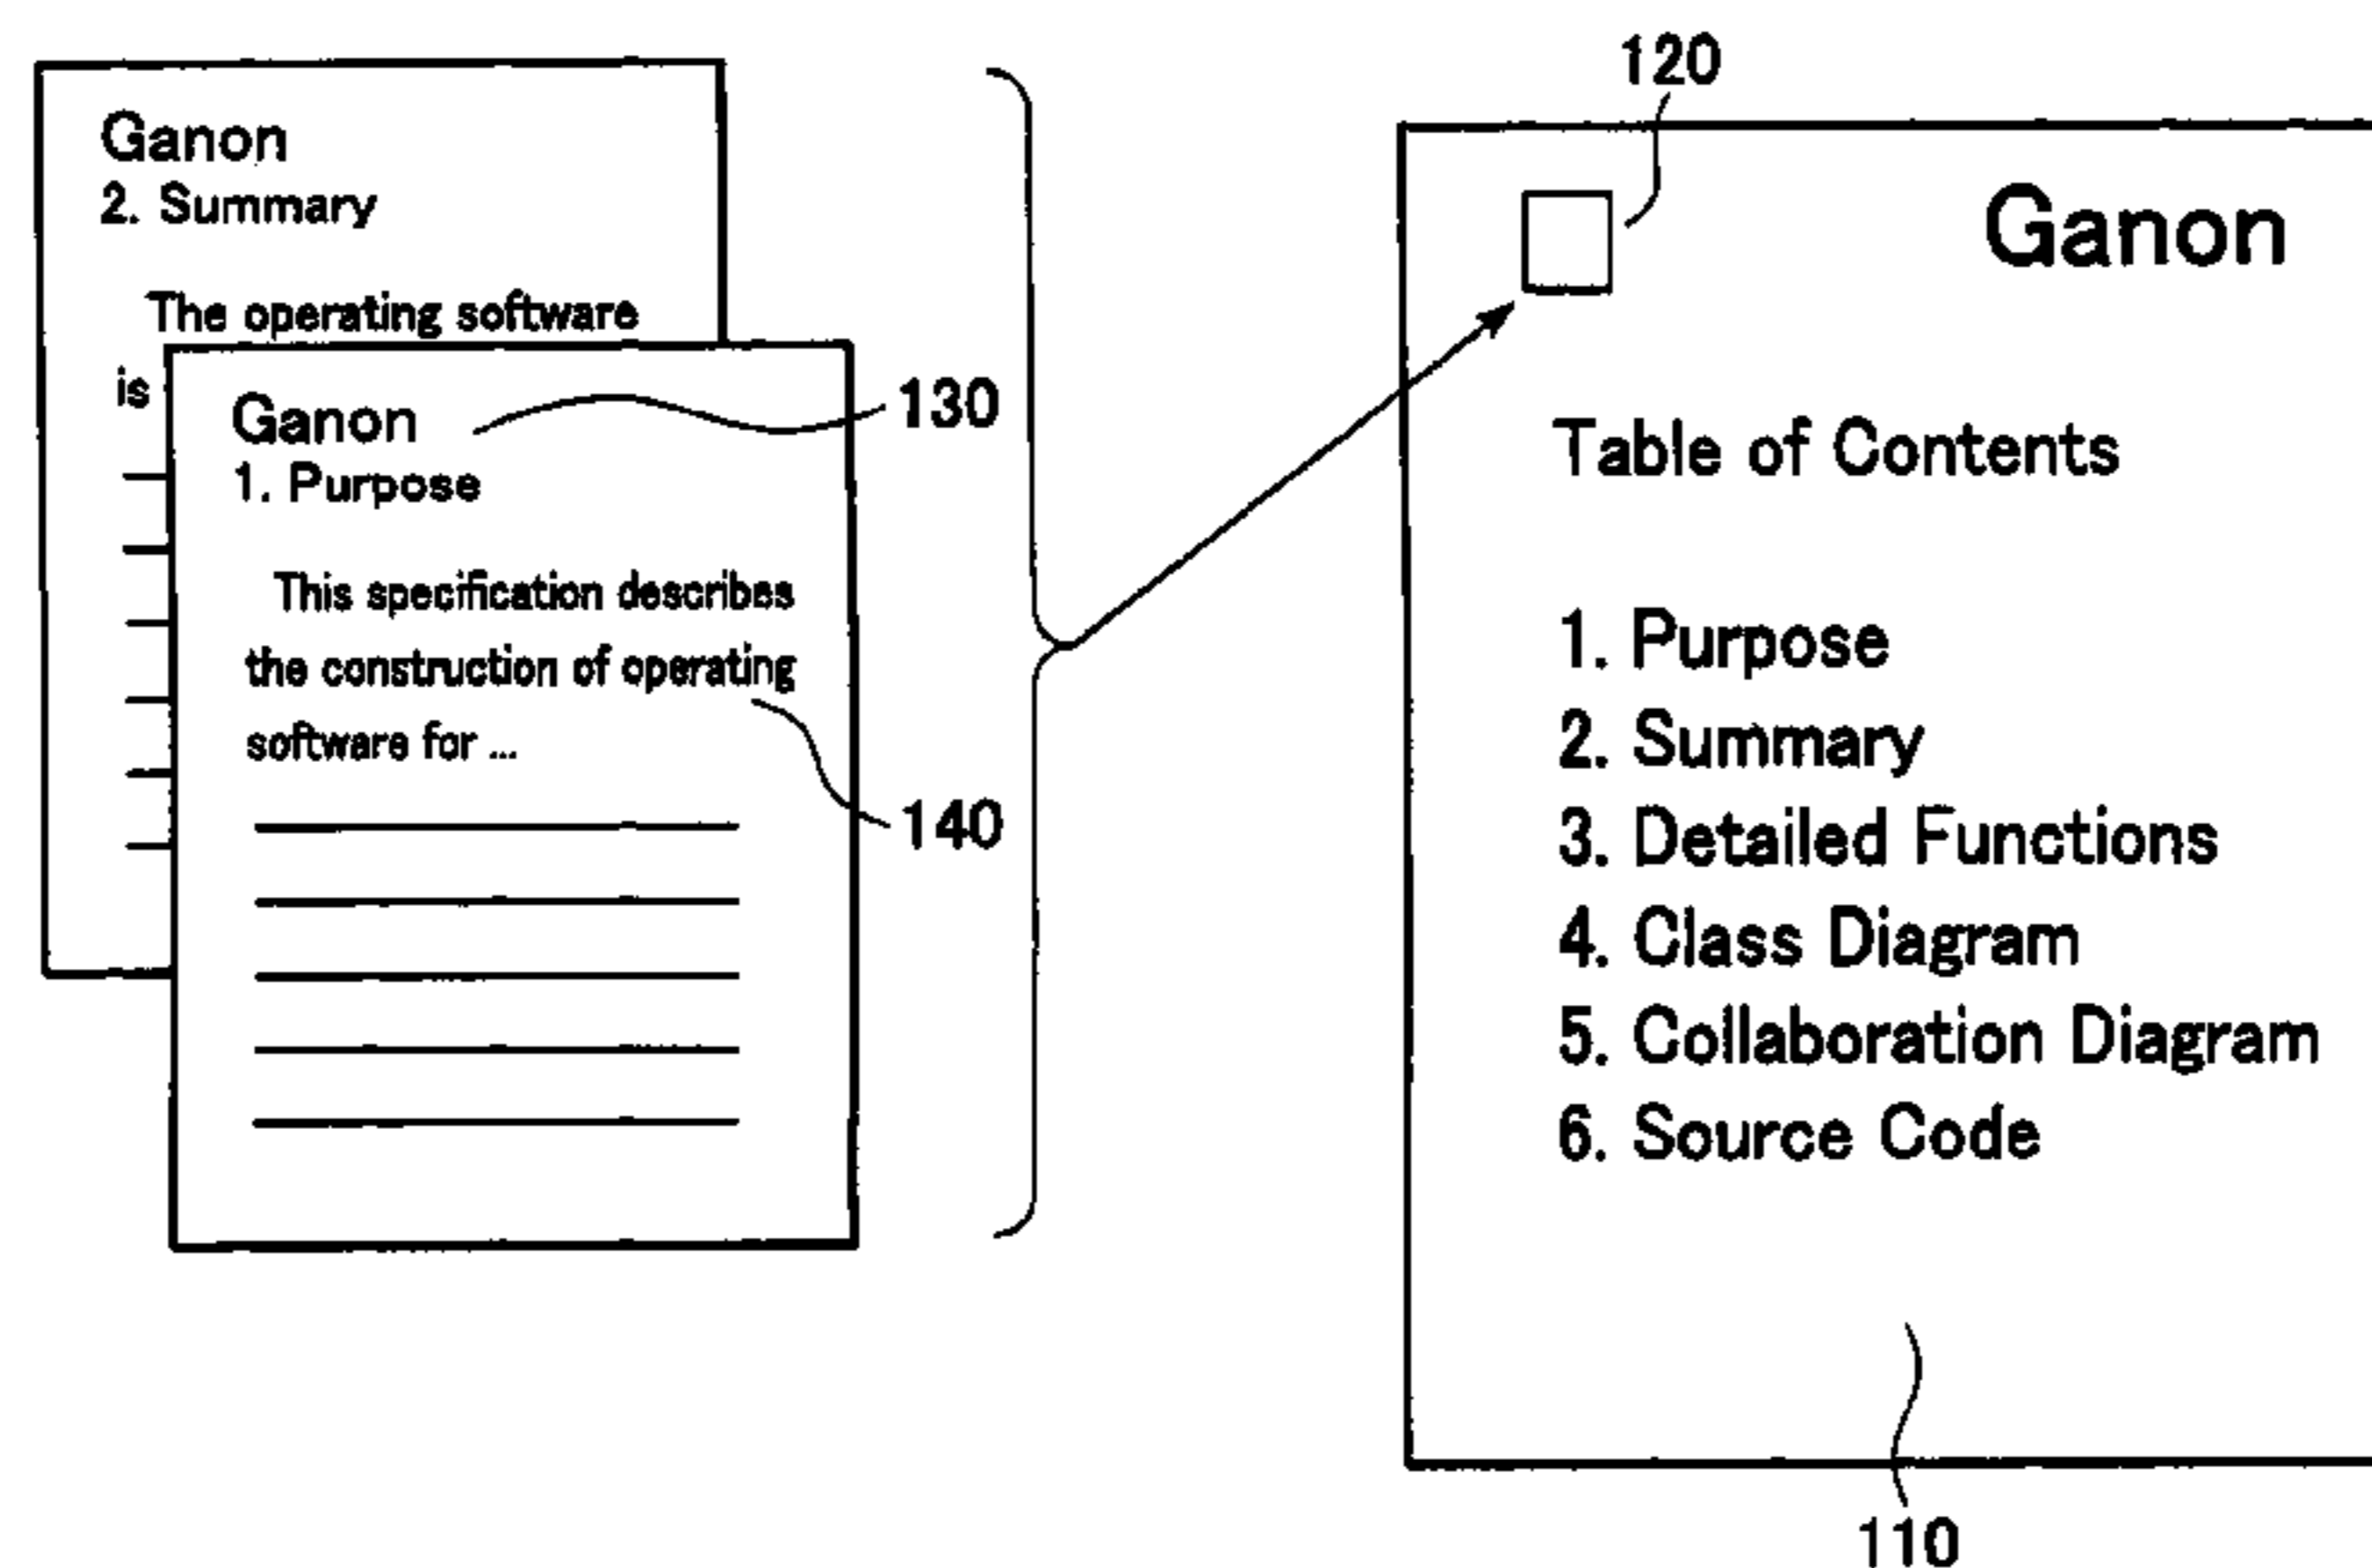 Ganon
2. Summary
The operating software
is
Ganon
1. Purpose
This specification describes
the construction of operating
software for ...
130
140
120
Ganon
Table of Contents
1. Purpose
2. Summary
3. Detailed Functions
4. Class Diagram
5. Collaboration Diagram
6. Source Code
110